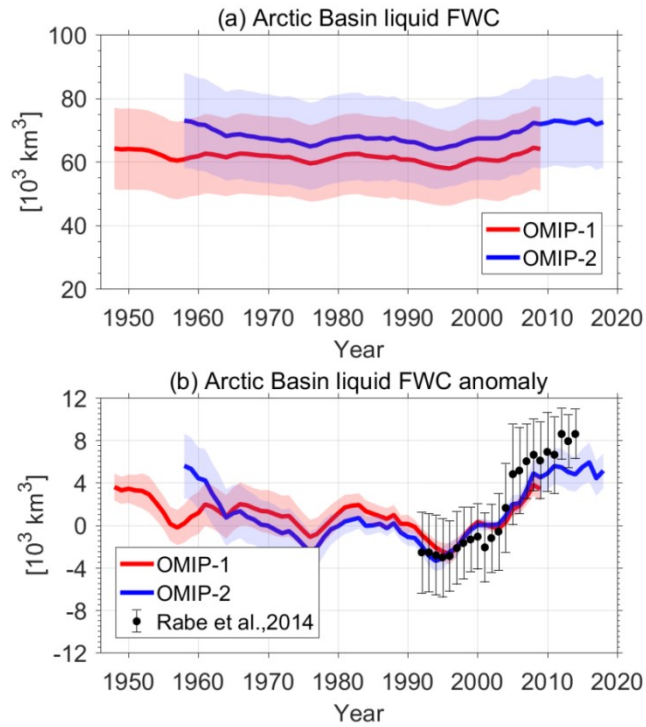 (a) Arctic Basin liquid FWC
100
80
60
40
20
[10³ km³]
OMIP-1
OMIP-2
1950 1960 1970 1980 1990 2000 2010 2020
Year
(b) Arctic Basin liquid FWC anomaly
12
8
4
0
-4
-8
-12
[10³ km³]
OMIP-1
OMIP-2
Rabe et al.,2014
1950 1960 1970 1980 1990 2000 2010 2020
Year